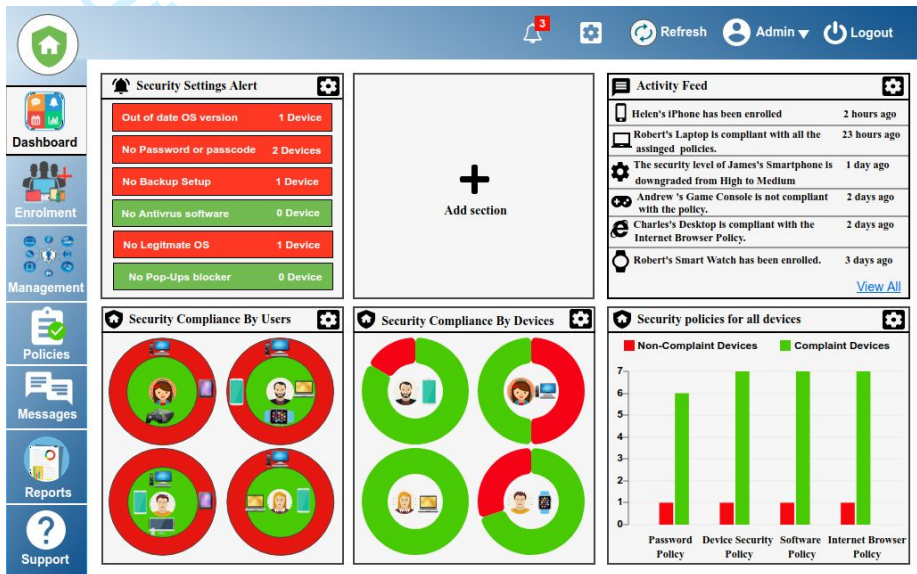 3
Refresh
Admin
Logout
Dashboard
Enrolment
Management
Policies
Messages
Reports
Support
Security Settings Alert
Out of date OS version 1 Device
No Password or passcode 2 Devices
No Backup Setup 1 Device
No Antivrus software 0 Device
No Legitmate OS 1 Device
No Pop-Ups blocker 0 Device
Add section
Activity Feed
Helen's iPhone has been enrolled 2 hours ago
Robert's Laptop is compliant with all the 23 hours ago
assinged policies.
The security level of James's Smartphone is 1 day ago
downgraded from High to Medium
Andrew 's Game Console is not compliant 2 days ago
with the policy.
Charles's Desktop is compliant with the 2 days ago
Internet Browser Policy.
Robert's Smart Watch has been enrolled. 3 days ago
View All
Security Compliance By Users
Security Compliance By Devices
Security policies for all devices
Non-Complaint Devices Complaint Devices
7
6
5
4
3
2
1
0
Password Device Security Software Internet Browser
Policy Policy Policy Policy